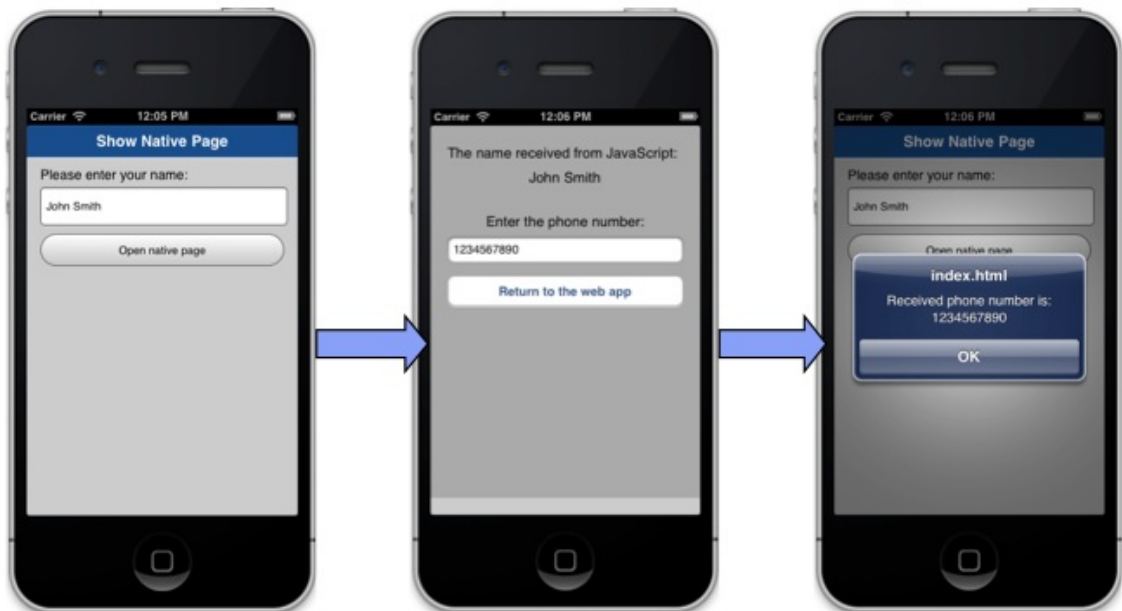 Carrier 12:05 PM
Show Native Page
Please enter your name:
John Smith
Open native page
Carrier 12:06 PM
The name received from JavaScript:
John Smith
Enter the phone number:
1234567890
Return to the web app
Carrier 12:06 PM
Show Native Page
Please enter your name:
John Smith
Open native page
index.html
Received phone number is:
1234567890
OK